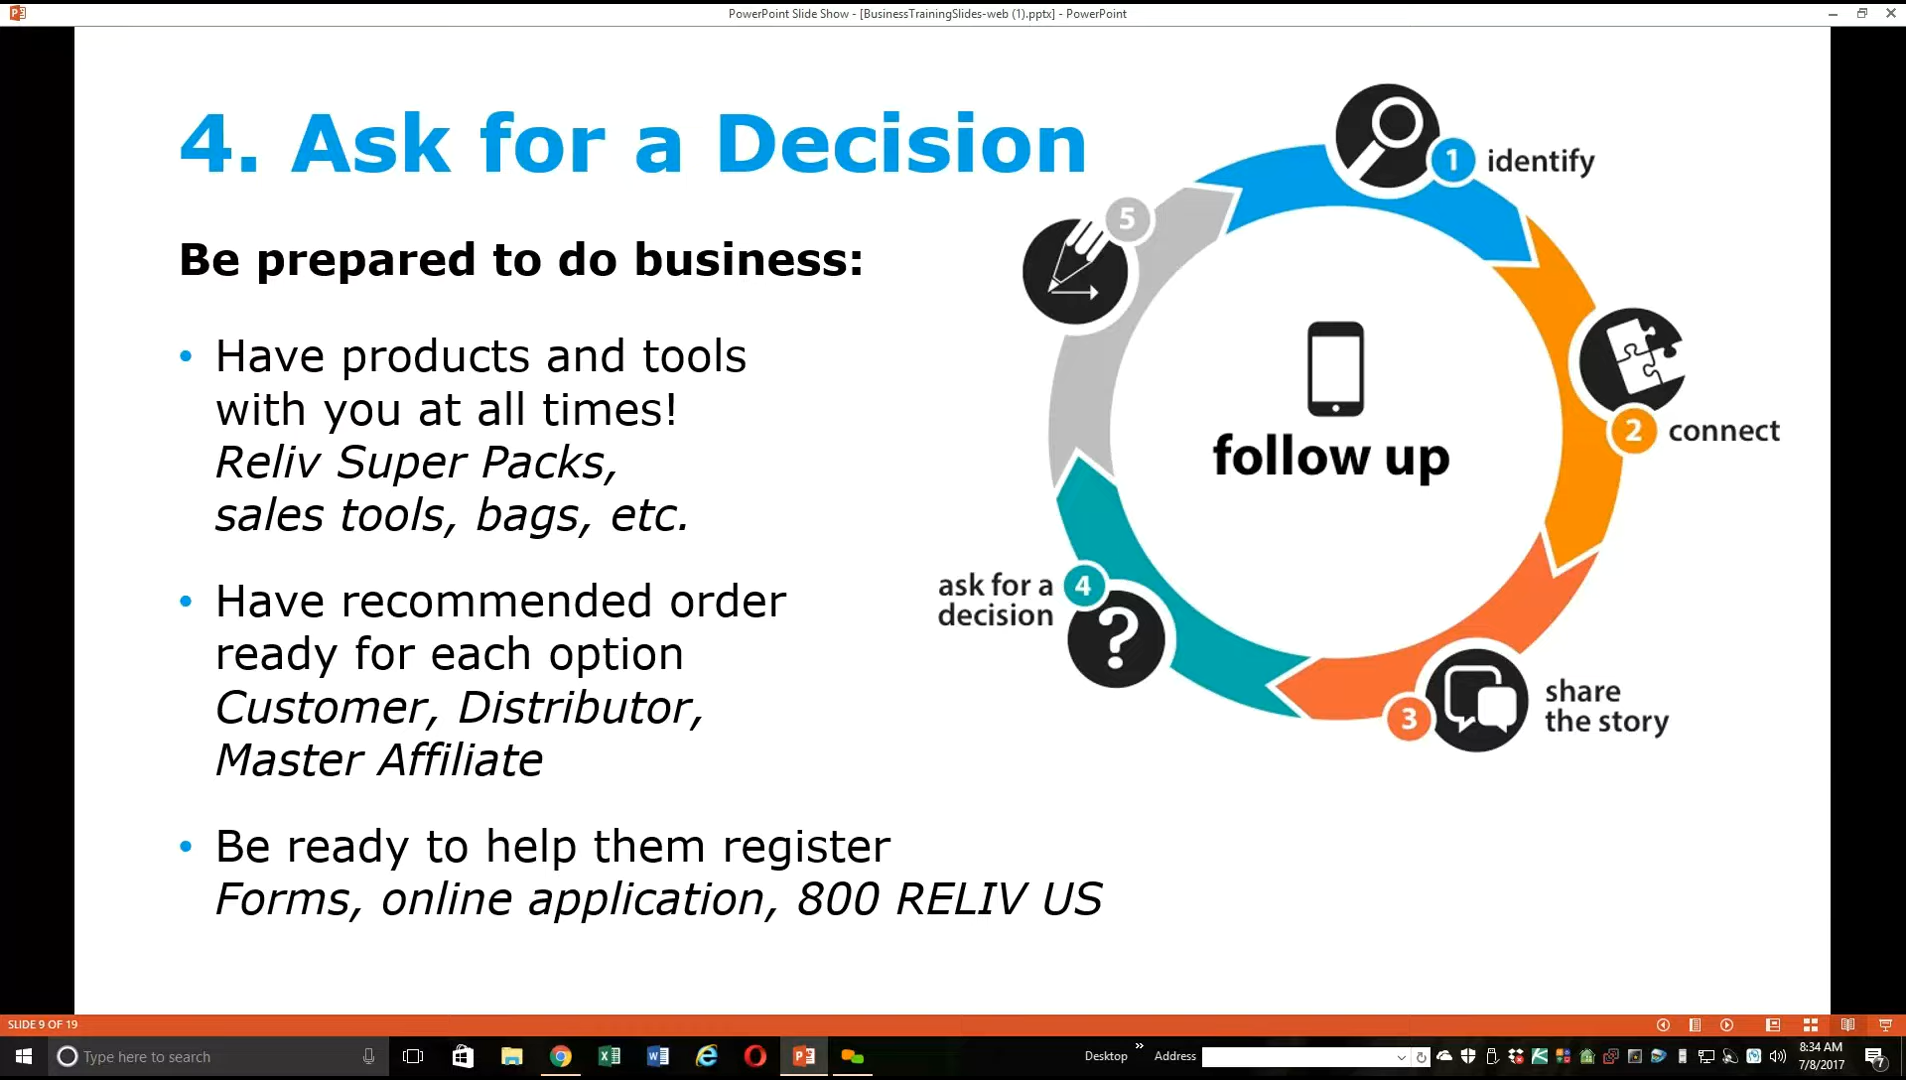 PowerPoint Slide Show - [BusinessTrainingSlides-web (1).pptx] - PowerPoint
4. Ask for a Decision
Be prepared to do business:
• Have products and tools
with you at all times!
Reliv Super Packs,
sales tools, bags, etc.
• Have recommended order
ready for each option
Customer, Distributor,
Master Affiliate
• Be ready to help them register
Forms, online application, 800 RELIV US
1 identify
2 connect
3 share
the story
4 ask for a
decision
5
follow up
SLIDE 9 OF 19
Type here to search
Desktop
Address
8:34 AM
7/8/2017
7